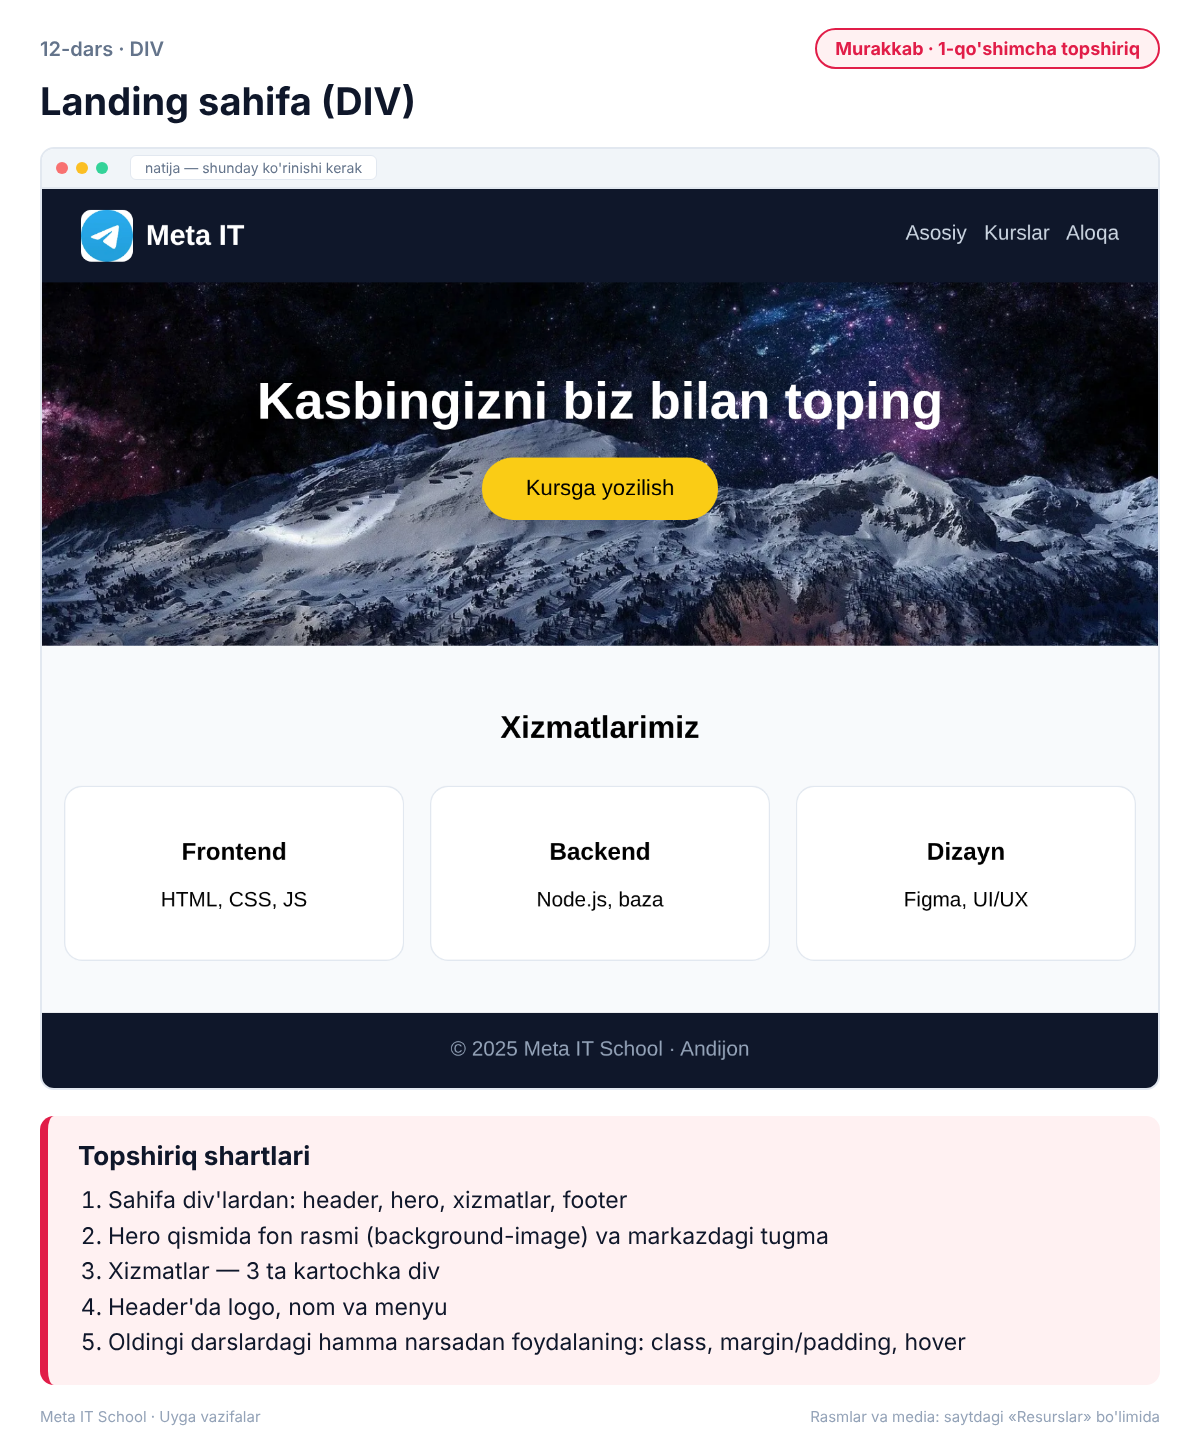 12-dars · DIV
Murakkab · 1-qo'shimcha topshiriq
Landing sahifa (DIV)
natija — shunday ko'rinishi kerak
Meta IT
Asosiy Kurslar Aloqa
Kasbingizni biz bilan toping
Kursga yozilish
Xizmatlarimiz
Frontend
HTML, CSS, JS
Backend
Node.js, baza
Dizayn
Figma, UI/UX
© 2025 Meta IT School · Andijon
Topshiriq shartlari
1. Sahifa div'lardan: header, hero, xizmatlar, footer
2. Hero qismida fon rasmi (background-image) va markazdagi tugma
3. Xizmatlar — 3 ta kartochka div
4. Header'da logo, nom va menyu
5. Oldingi darslardagi hamma narsadan foydalaning: class, margin/padding, hover
Meta IT School · Uyga vazifalar
Rasmlar va media: saytdagi «Resurslar» bo'limida